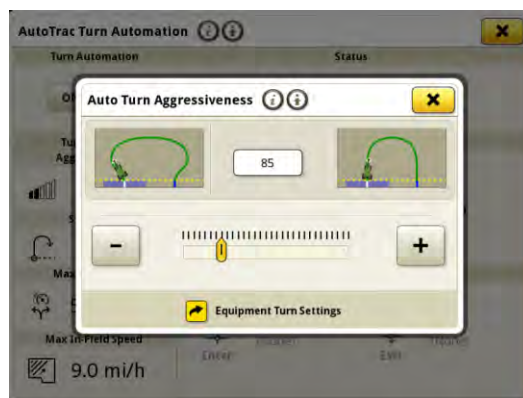 AutoTrac Turn Automation
Turn Automation
Status
Auto Turn Aggressiveness
85
-
+
Equipment Turn Settings
Max In-Field Speed
9.0 mi/h